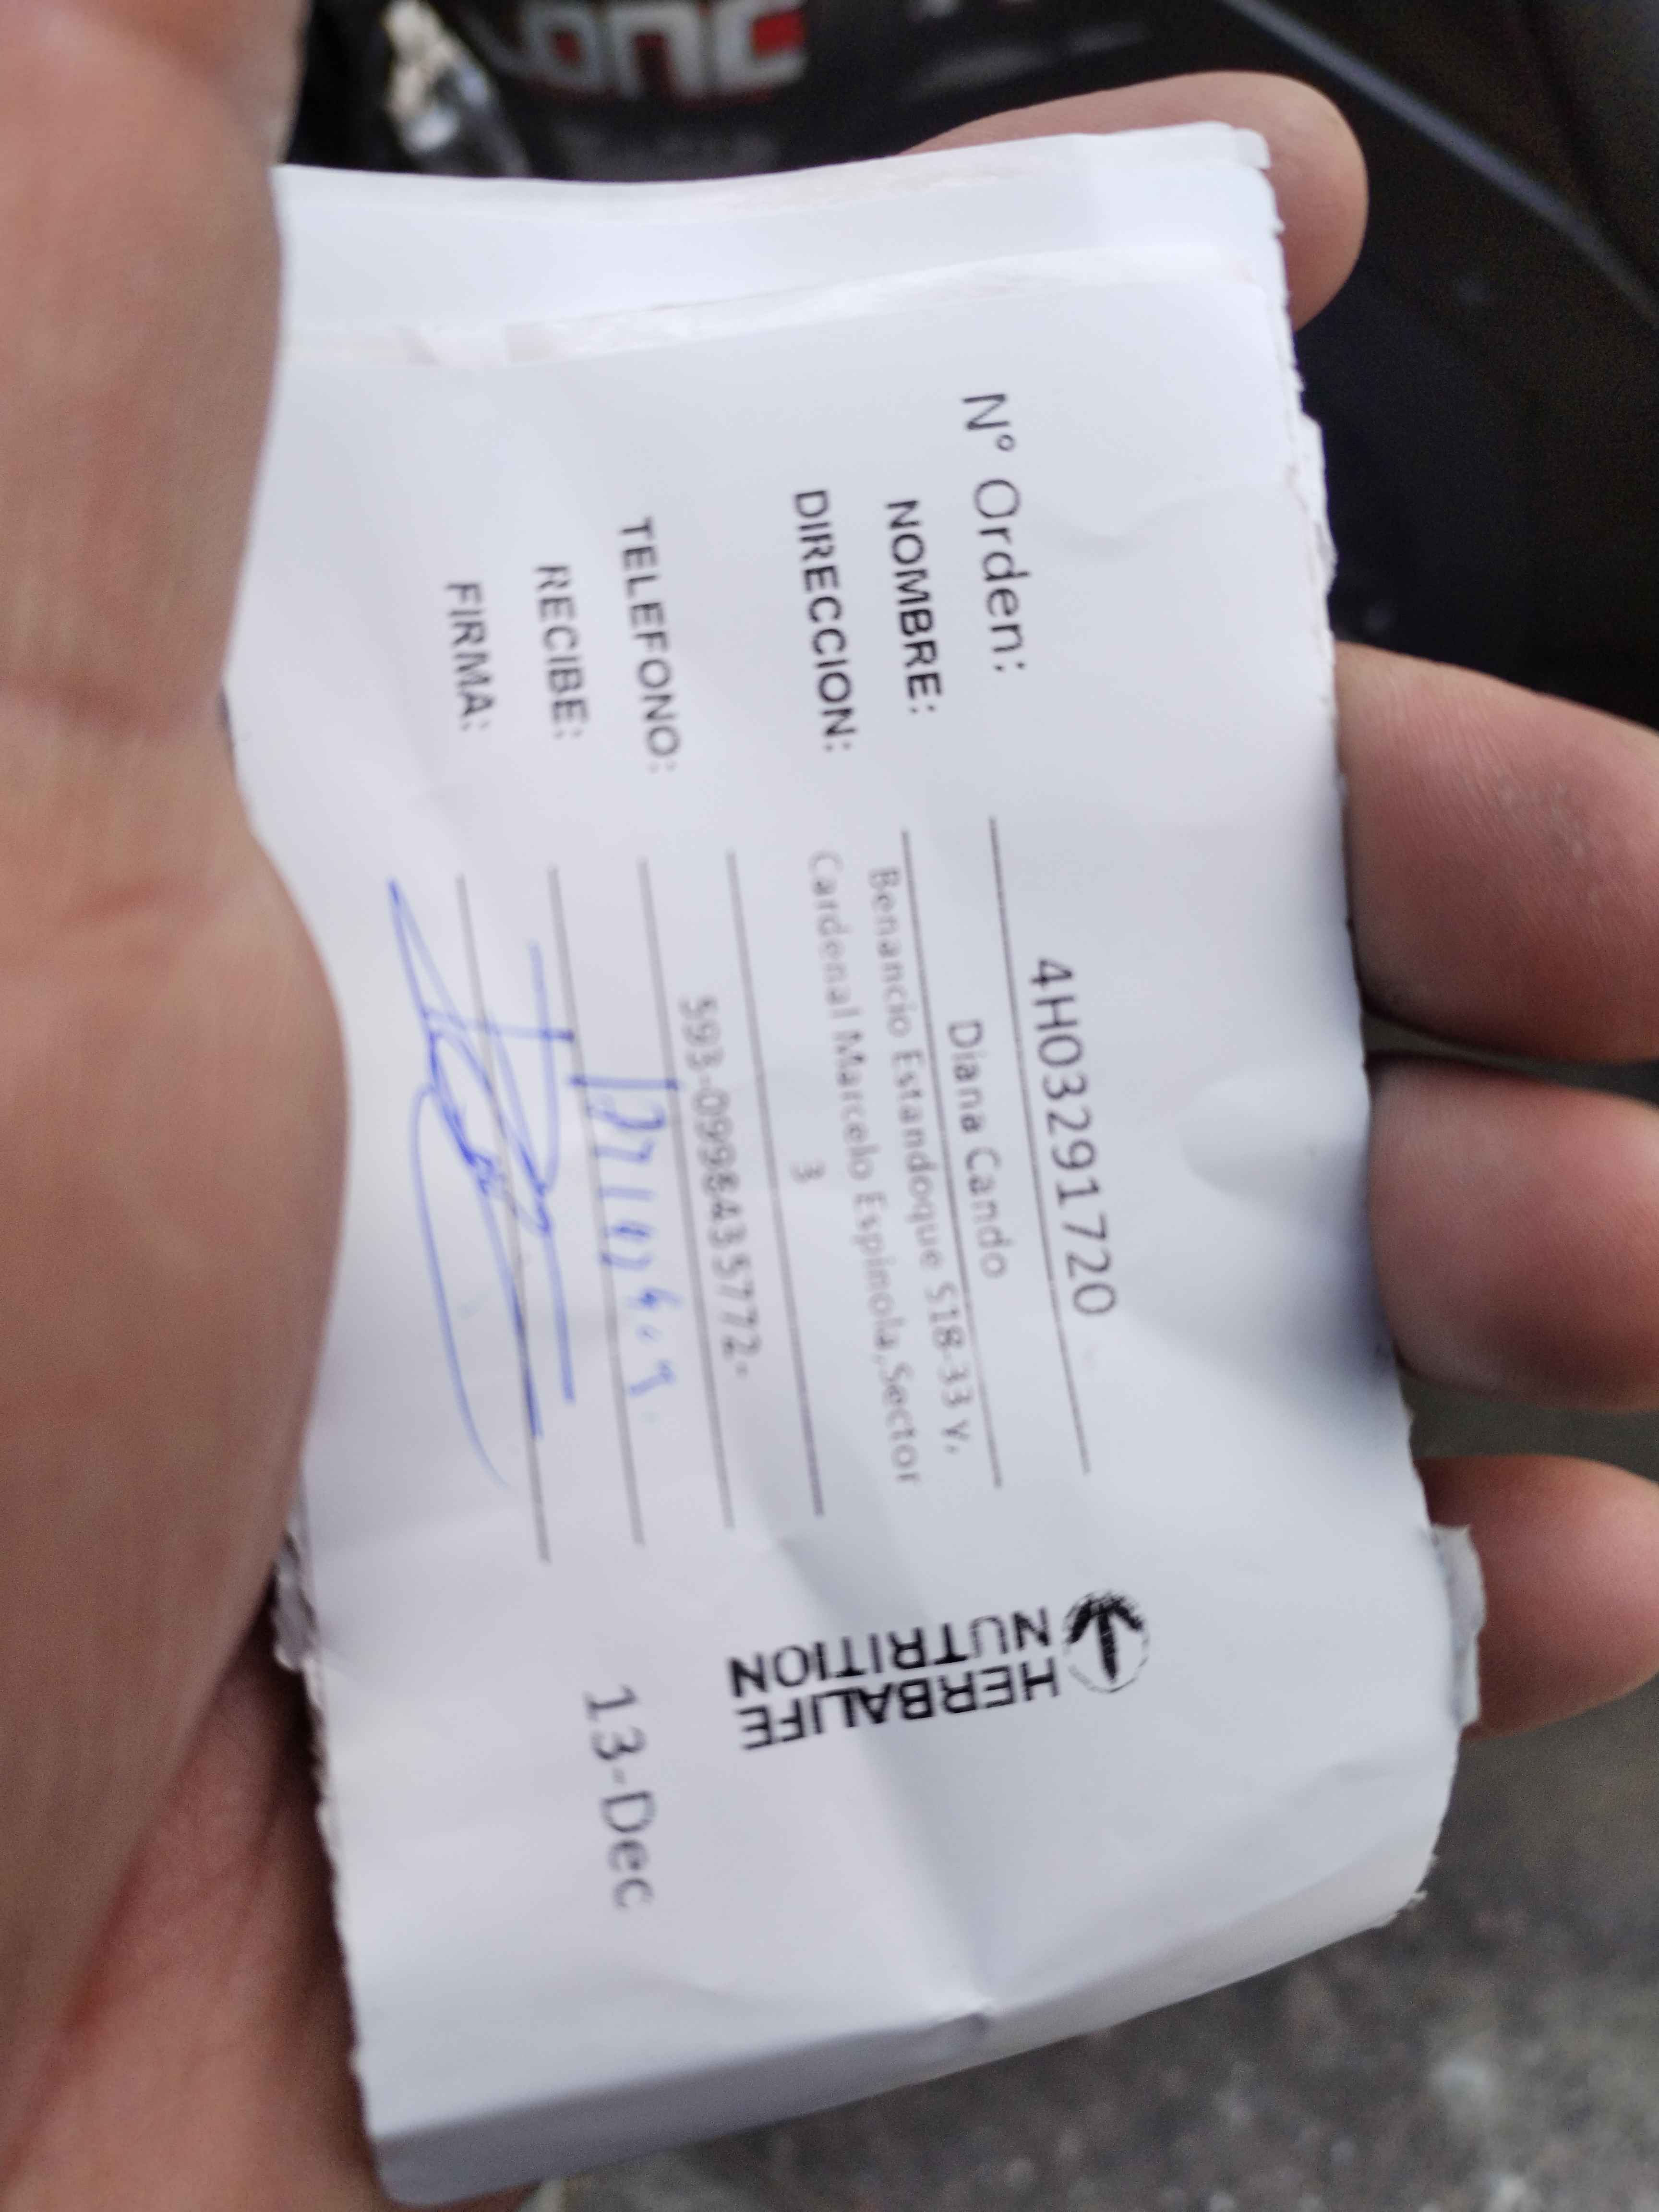 N° Orden: 4H03291720
NOMBRE: Diana Cando
DIRECCION: Benancio Estandoque S18-33 y,
Cardenal Marcelo Espinola,Sector
3
TELEFONO: 593-0998435772-
RECIBE:
FIRMA:
HERBALIFE
NUTRITION
13-Dec